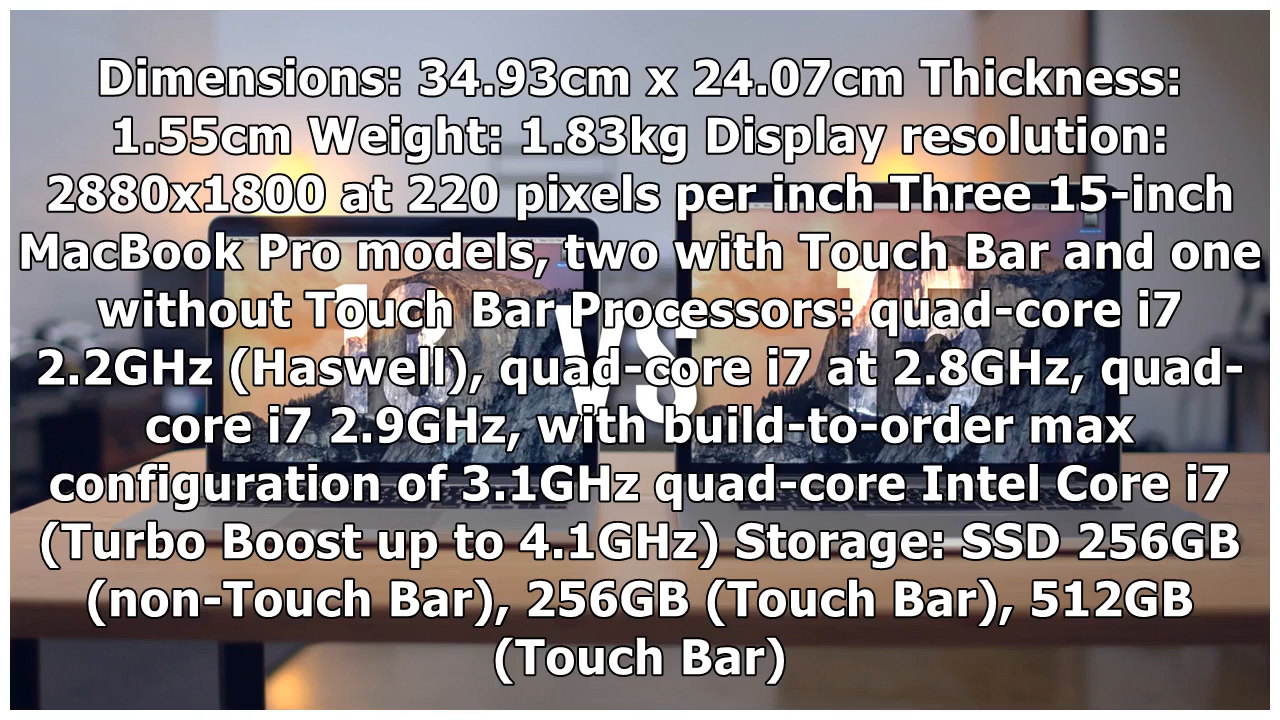 Dimensions: 34.93cm x 24.07cm Thickness:
1.55cm Weight: 1.83kg Display resolution:
2880x1800 at 220 pixels per inch Three 15-inch
MacBook Pro models, two with Touch Bar and one
without Touch Bar Processors: quad-core i7
2.2GHz (Haswell), quad-core i7 at 2.8GHz, quad-
core i7 2.9GHz, with build-to-order max
configuration of 3.1GHz quad-core Intel Core i7
(Turbo Boost up to 4.1GHz) Storage: SSD 256GB
(non-Touch Bar), 256GB (Touch Bar), 512GB
(Touch Bar)
13 VS 15